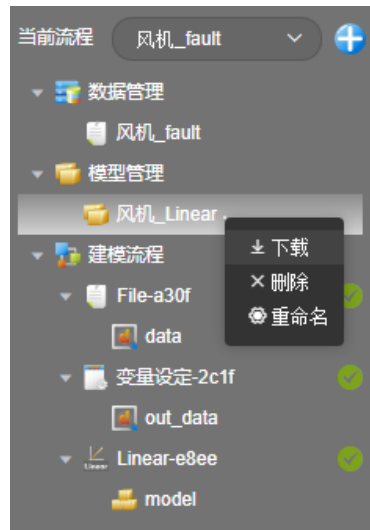 当前流程 风机_fault
数据管理
风机_fault
模型管理
风机_Linear .
下载
建模流程
删除
File-a30f
重命名
data
变量设定-2c1f
out_data
Linear Linear-e8ee
model